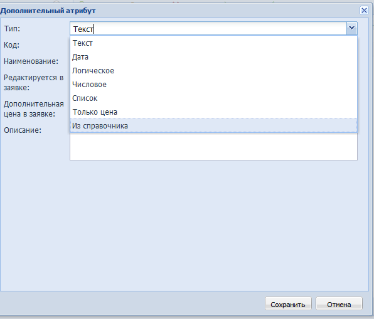 Дополнительный атрибут
Тип:
Текст
Код:
Текст
Дата
Наименование:
Логическое
Редактируется в
заявке:
Числовое
Список
Дополнительная
цена в заявке:
Только цена
Описание:
Из справочника
Сохранить
Отмена